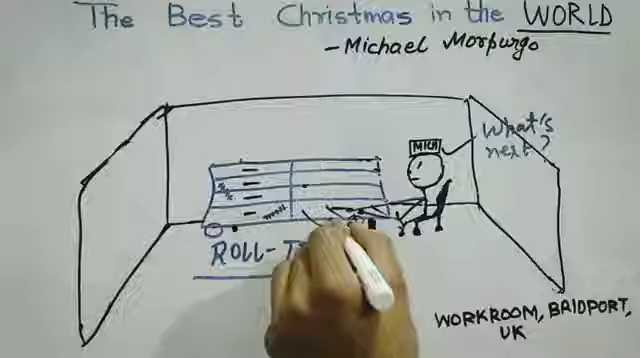 The Best Christmas in the WORLD
-Michael Morpurgo
MICH
What's
next?
ROLL-T
WORKROOM, BRIDPORT,
UK